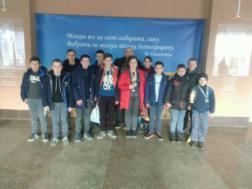 Можна все на світі вибирати, сину,
Вибрати не можна тільки Батьківщину.
В. Симоненко